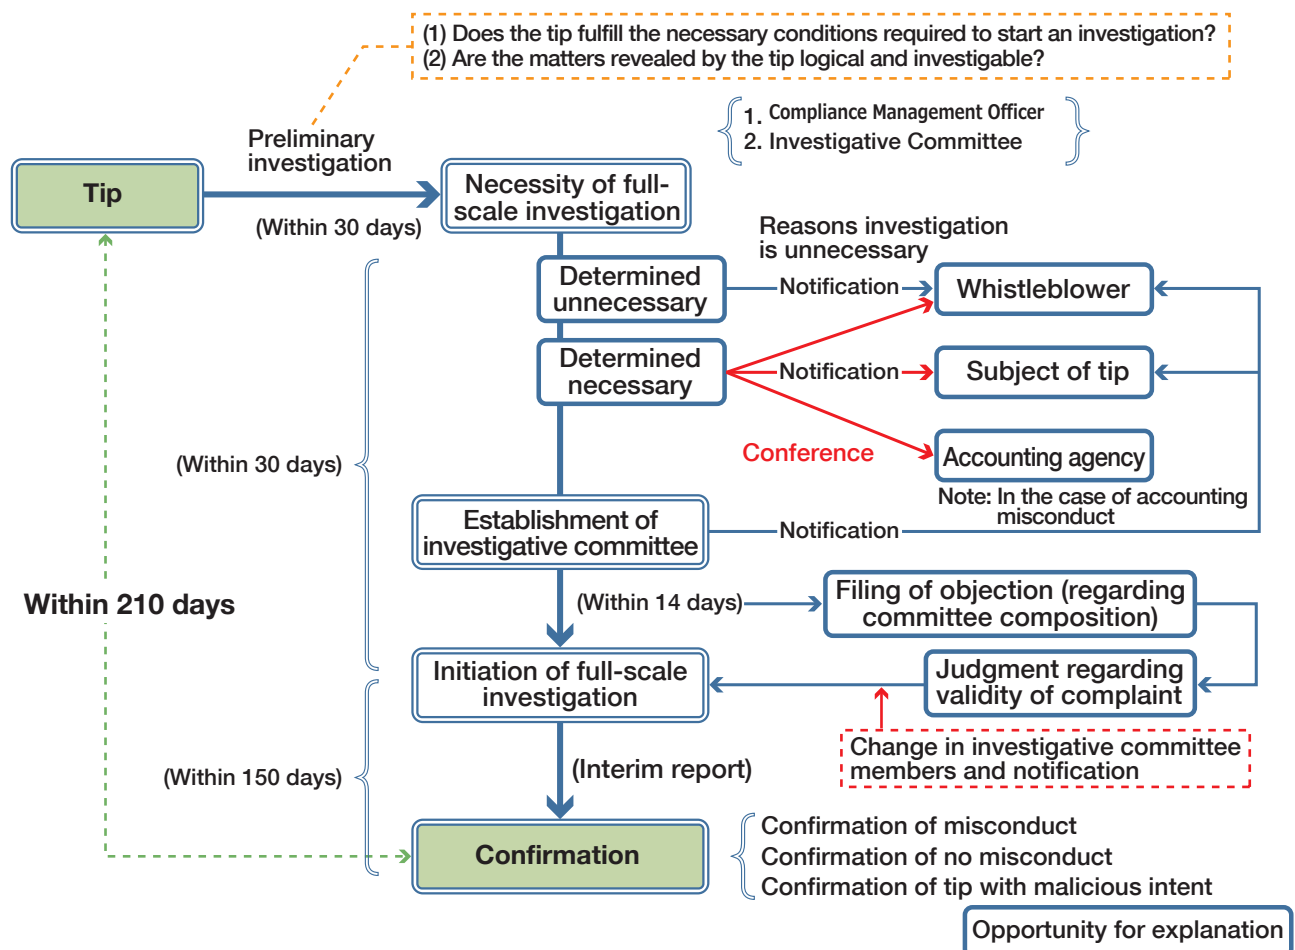 (1) Does the tip fulfill the necessary conditions required to start an investigation?
(2) Are the matters revealed by the tip logical and investigable?
1. Compliance Management Officer
2. Investigative Committee
Preliminary
investigation
Tip
(Within 30 days)
Necessity of full-
scale investigation
Reasons investigation
is unnecessary
Determined
unnecessary
Notification
Whistleblower
Determined
necessary
Notification
Subject of tip
Conference
Accounting agency
Note: In the case of accounting
misconduct
(Within 30 days)
Establishment of
investigative committee
Notification
Within 210 days
(Within 14 days)
Filing of objection (regarding
committee composition)
Initiation of full-scale
investigation
Judgment regarding
validity of complaint
Change in investigative committee
members and notification
(Within 150 days)
(Interim report)
Confirmation
Confirmation of misconduct
Confirmation of no misconduct
Confirmation of tip with malicious intent
Opportunity for explanation